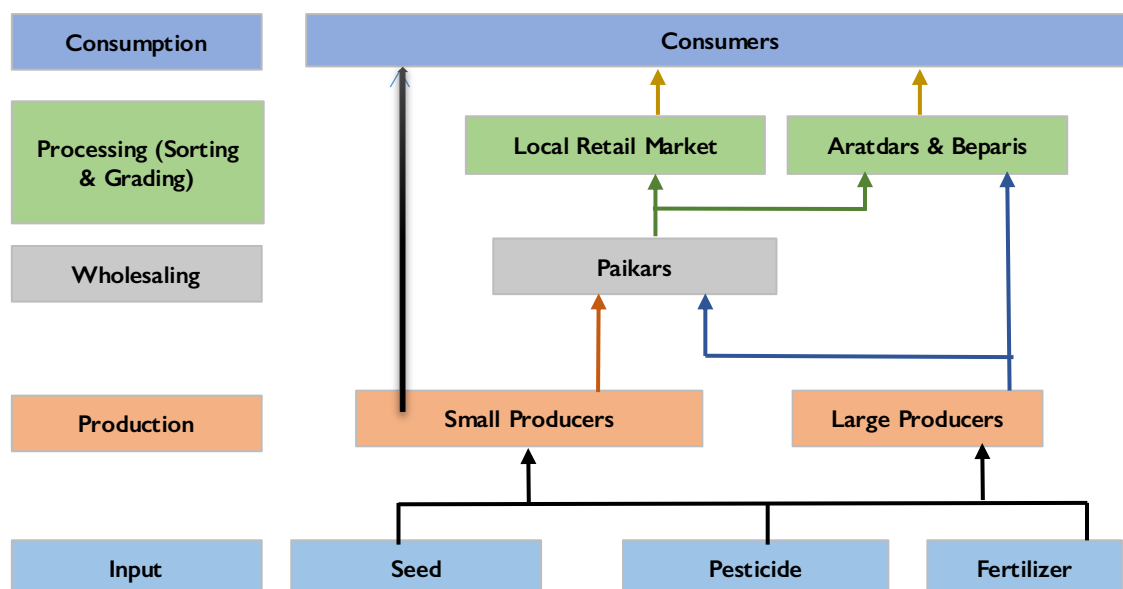 Consumption
Consumers
Processing (Sorting
& Grading)
Local Retail Market
Aratdars & Beparis
Wholesaling
Paikars
Production
Small Producers
Large Producers
Input
Seed
Pesticide
Fertilizer